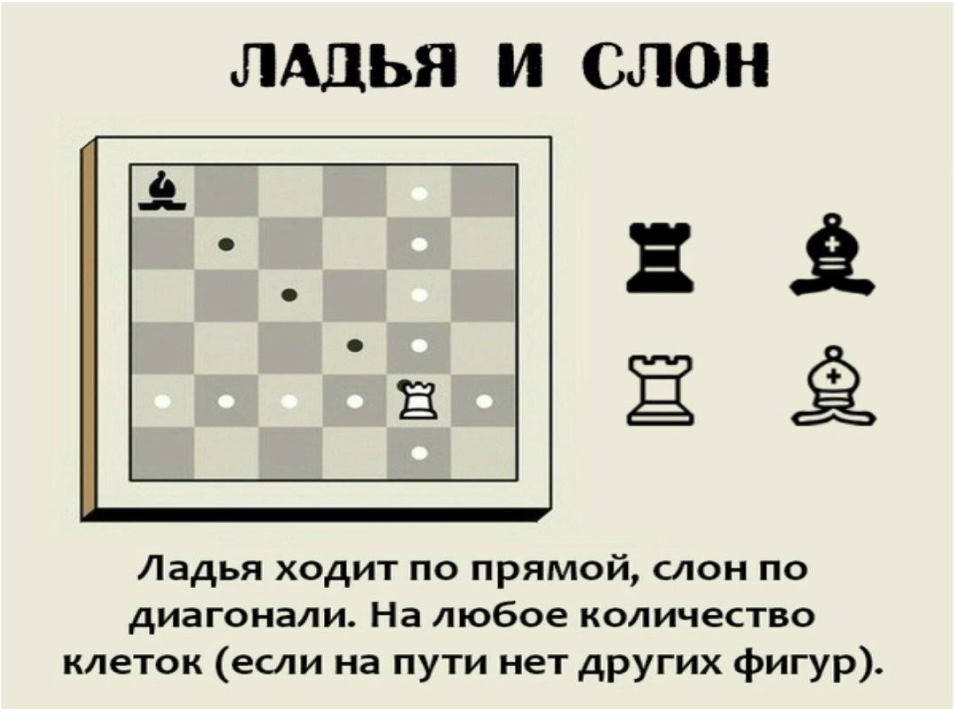 ЛАДЬЯ И СЛОН
Ладья ходит по прямой, слон по
диагонали. На любое количество
клеток (если на пути нет других фигур).